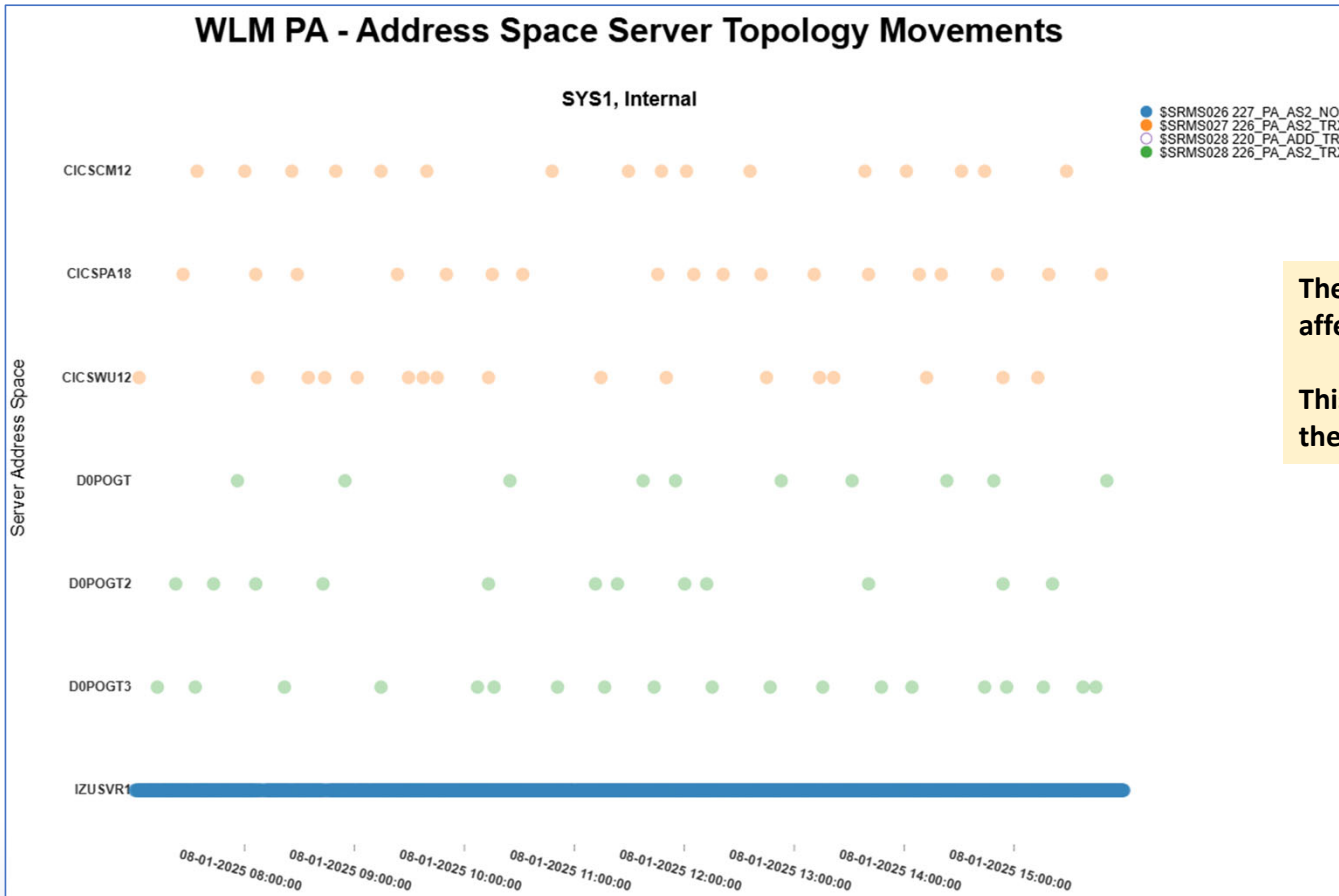 WLM PA - Address Space Server Topology Movements
SYS1, Internal
$SRMS026 227_PA_AS2_NO
$SRMS027 226_PA_AS2_TR
$SRMS028 220_PA_ADD_TR
$SRMS028 226_PA_AS2_TR
Server Address Space
CICSCM12
CICSPA18
The
affe
CICSWU12
Thi
the
D0POGT
D0POGT2
D0POGT3
IZUSVR1
08-01-2025 08:00:00
08-01-2025 09:00:00
08-01-2025 10:00:00
08-01-2025 11:00:00
08-01-2025 12:00:00
08-01-2025 13:00:00
08-01-2025 14:00:00
08-01-2025 15:00:00